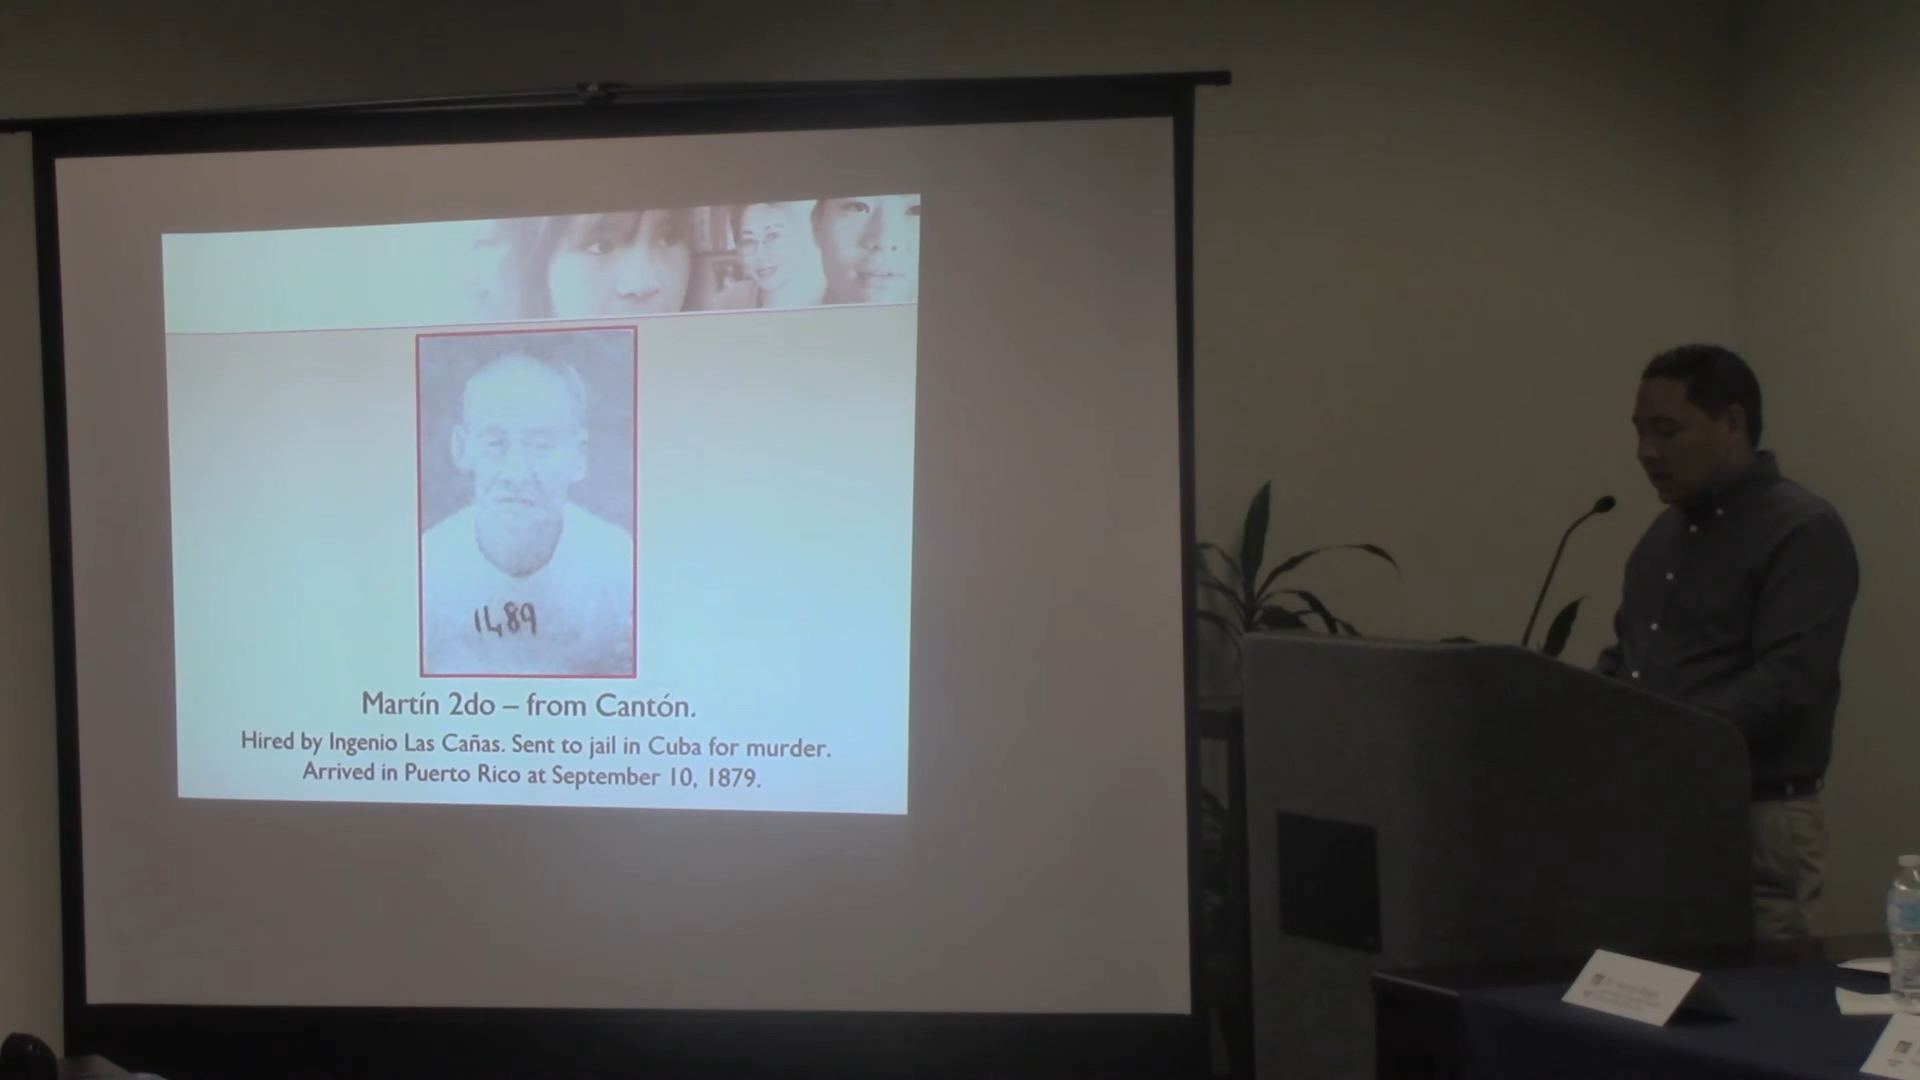 1489
Martín 2do – from Cantón.
Hired by Ingenio Las Cañas. Sent to jail in Cuba for murder.
Arrived in Puerto Rico at September 10, 1879.